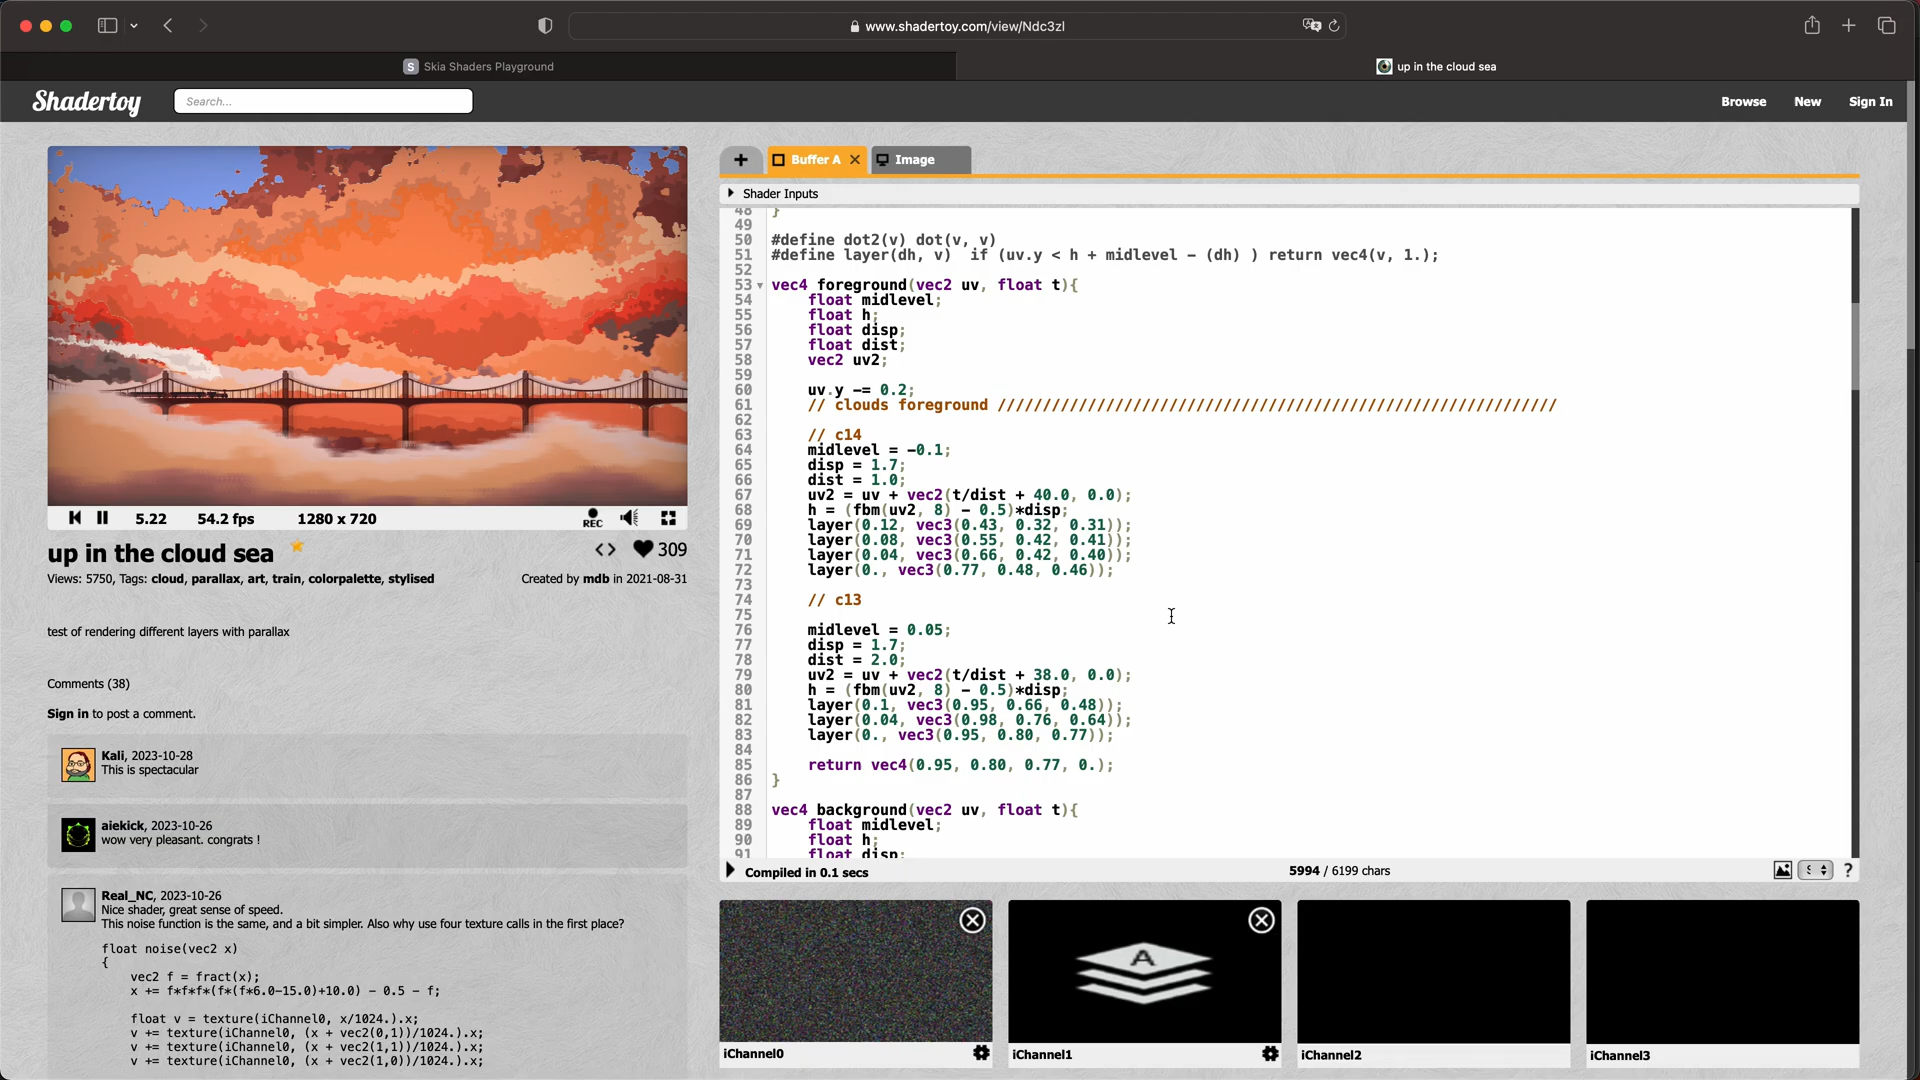 www.shadertoy.com/view/Ndc3zl
S Skia Shaders Playground
up in the cloud sea
Shadertoy
Search...
Browse
New
Sign In
5.22
54.2 fps
1280 x 720
REC
up in the cloud sea
309
Views: 5750, Tags: cloud, parallax, art, train, colorpalette, stylised
Created by mdb in 2021-08-31
test of rendering different layers with parallax
Comments (38)
Sign in to post a comment.
Kali, 2023-10-28
This is spectacular
aiekick, 2023-10-26
wow very pleasant. congrats !
Real_NC, 2023-10-26
Nice shader, great sense of speed.
This noise function is the same, and a bit simpler. Also why use four texture calls in the first place?
float noise(vec2 x)
{
vec2 f = fract(x);
x += f*f*f*(f*(f*6.0-15.0)+10.0) - 0.5 - f;
float v = texture(iChannel0, x/1024.).x;
v += texture(iChannel0, (x + vec2(0,1))/1024.).x;
v += texture(iChannel0, (x + vec2(1,1))/1024.).x;
v += texture(iChannel0, (x + vec2(1,0))/1024.).x;
+
Buffer A
Image
Shader Inputs
48 }
49
50 #define dot2(v) dot(v, v)
51 #define layer(dh, v)  if (uv.y < h + midlevel - (dh) ) return vec4(v, 1.);
52
53 vec4 foreground(vec2 uv, float t){
54 float midlevel;
55 float h;
56 float disp;
57 float dist;
58 vec2 uv2;
59
60 uv.y -= 0.2;
61 // clouds foreground //////////////////////////////////////////////////////////////
62
63 // c14
64 midlevel = -0.1;
65 disp = 1.7;
66 dist = 1.0;
67 uv2 = uv + vec2(t/dist + 40.0, 0.0);
68 h = (fbm(uv2, 8) - 0.5)*disp;
69 layer(0.12, vec3(0.43, 0.32, 0.31));
70 layer(0.08, vec3(0.55, 0.42, 0.41));
71 layer(0.04, vec3(0.66, 0.42, 0.40));
72 layer(0., vec3(0.77, 0.48, 0.46));
73
74 // c13
75
76 midlevel = 0.05;
77 disp = 1.7;
78 dist = 2.0;
79 uv2 = uv + vec2(t/dist + 38.0, 0.0);
80 h = (fbm(uv2, 8) - 0.5)*disp;
81 layer(0.1, vec3(0.95, 0.66, 0.48));
82 layer(0.04, vec3(0.98, 0.76, 0.64));
83 layer(0., vec3(0.95, 0.80, 0.77));
84
85 return vec4(0.95, 0.80, 0.77, 0.);
86 }
87
88 vec4 background(vec2 uv, float t){
89 float midlevel;
90 float h;
91 float disp;
Compiled in 0.1 secs
5994 / 6199 chars
S
?
A
iChannel0
iChannel1
iChannel2
iChannel3